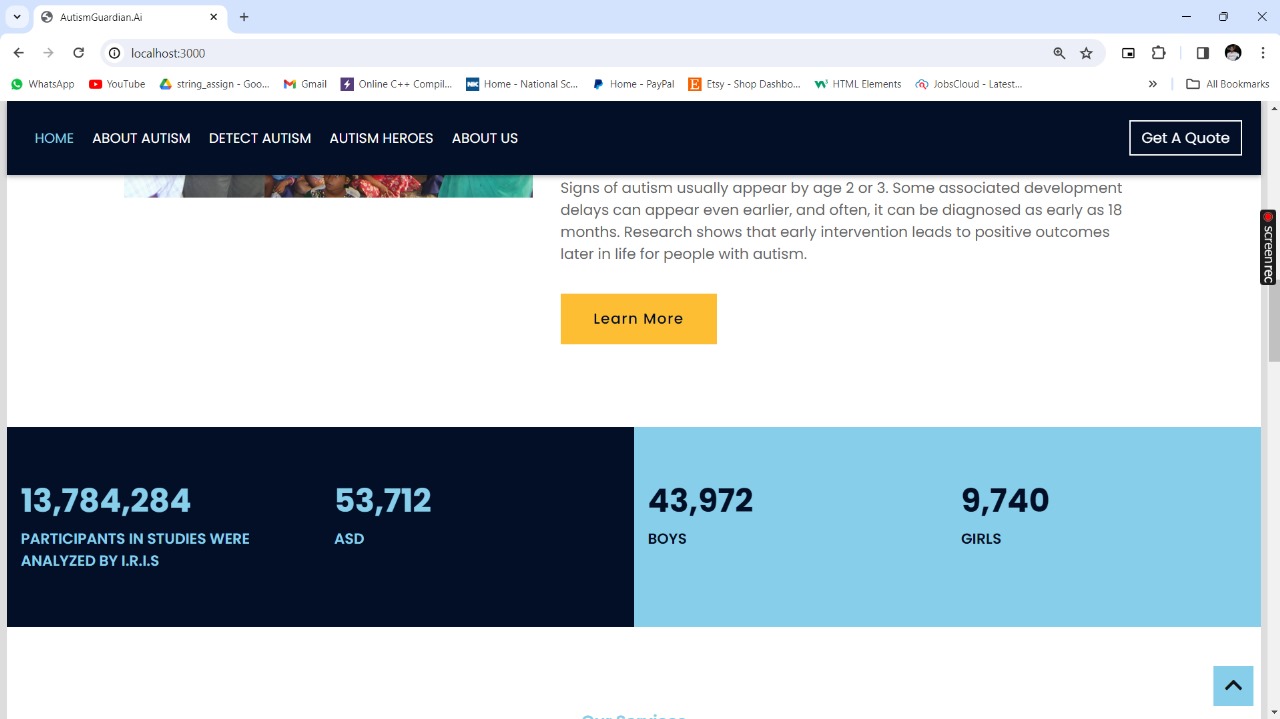 AutismGuardian.Ai
localhost:3000
WhatsApp YouTube string_assign - Goo... Gmail Online C++ Compil... Home - National Sc... Home - PayPal Etsy - Shop Dashbo... HTML Elements JobsCloud - Latest... » All Bookmarks
HOME ABOUT AUTISM DETECT AUTISM AUTISM HEROES ABOUT US Get A Quote
Signs of autism usually appear by age 2 or 3. Some associated development
delays can appear even earlier, and often, it can be diagnosed as early as 18
months. Research shows that early intervention leads to positive outcomes
later in life for people with autism.
Learn More
screenrec
13,784,284 53,712 43,972 9,740
PARTICIPANTS IN STUDIES WERE ASD BOYS GIRLS
ANALYZED BY I.R.I.S
Our Services